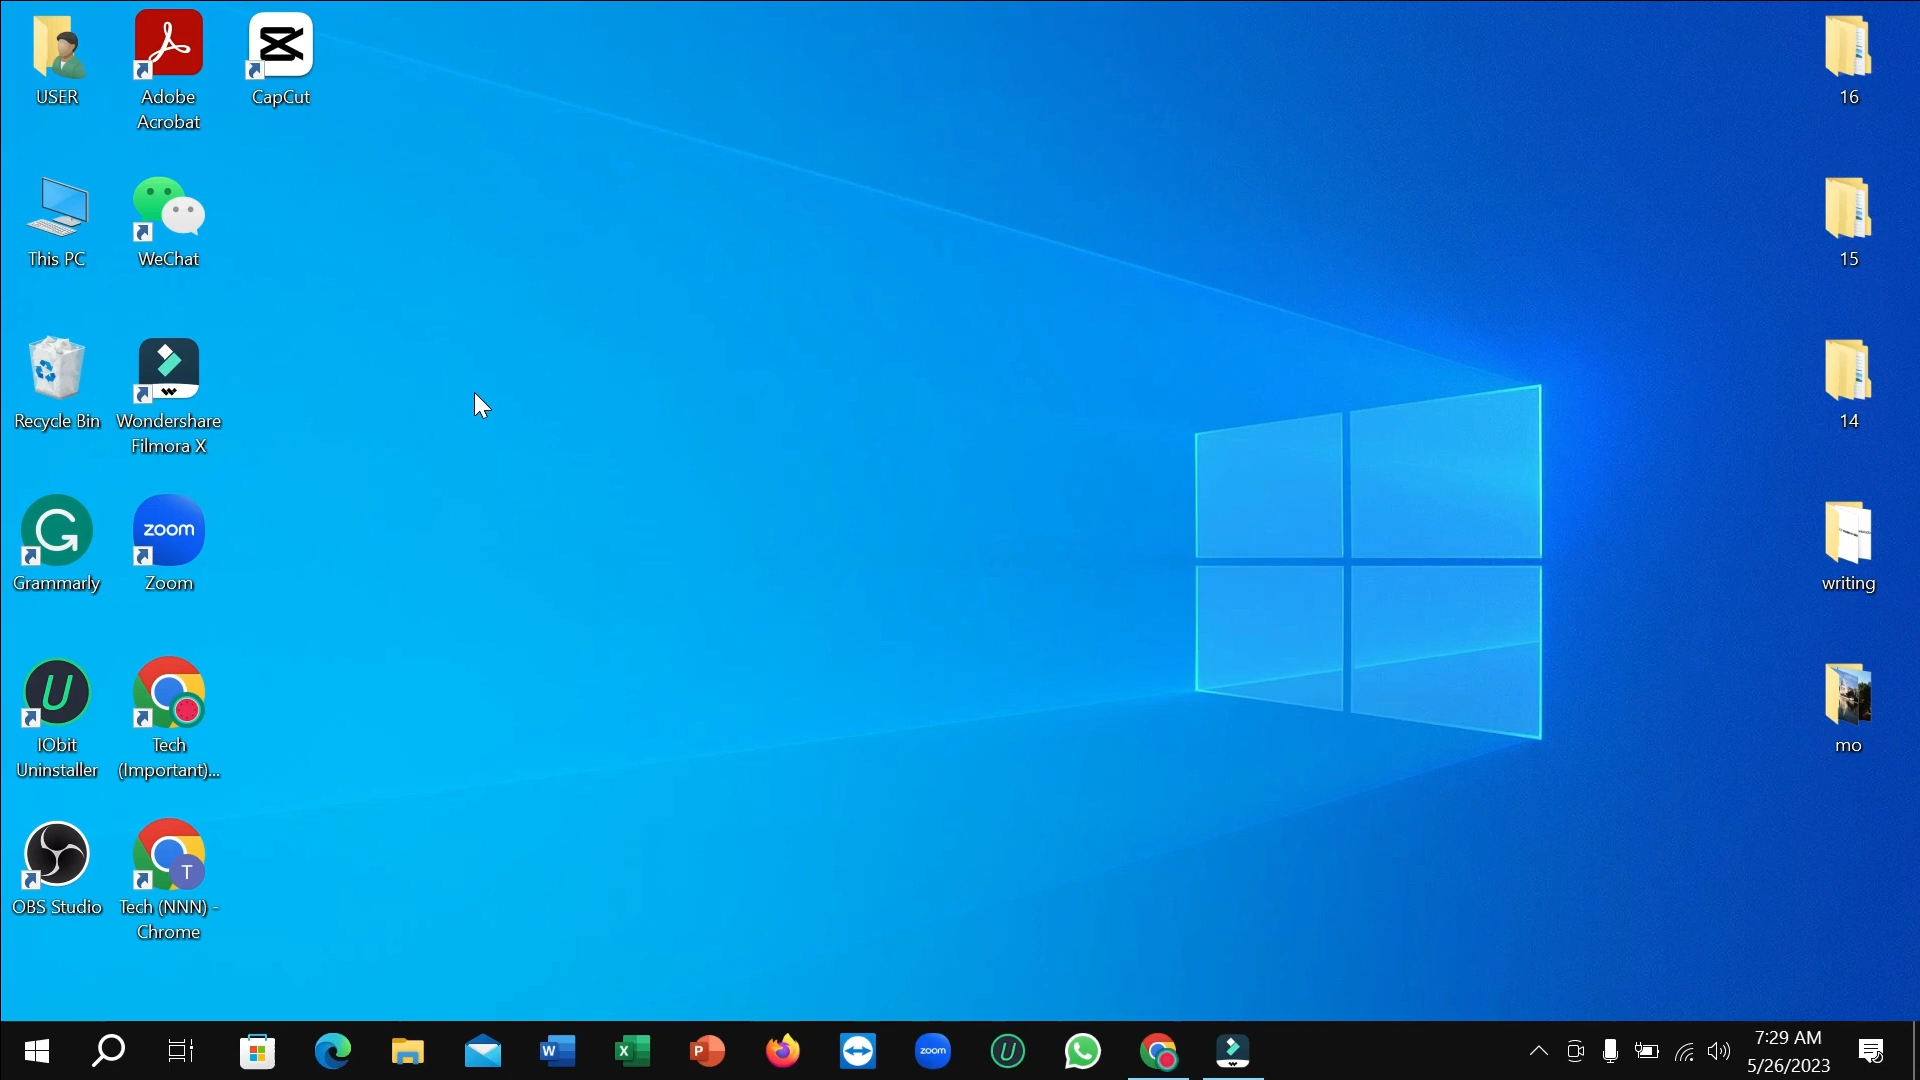 USER
Adobe
Acrobat
CapCut
This PC
WeChat
Recycle Bin
Wondershare
Filmora X
Grammarly
zoom
Zoom
IObit
Uninstaller
Tech
(Important)...
OBS Studio
T
Tech (NNN) -
Chrome
16
15
14
writing
mo
W
X
P
zoom
7:29 AM
5/26/2023